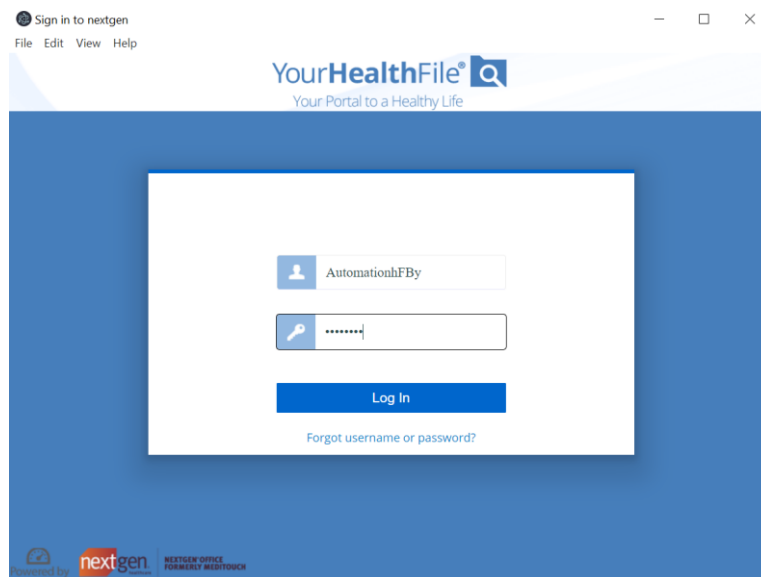 Sign in to nextgen
File Edit View Help
YourHealthFile®
Your Portal to a Healthy Life
AutomationhFBy
••••••••
Log In
Forgot username or password?
Powered by
nextgen
healthcare
NEXTGEN OFFICE
FORMERLY MEDITOUCH